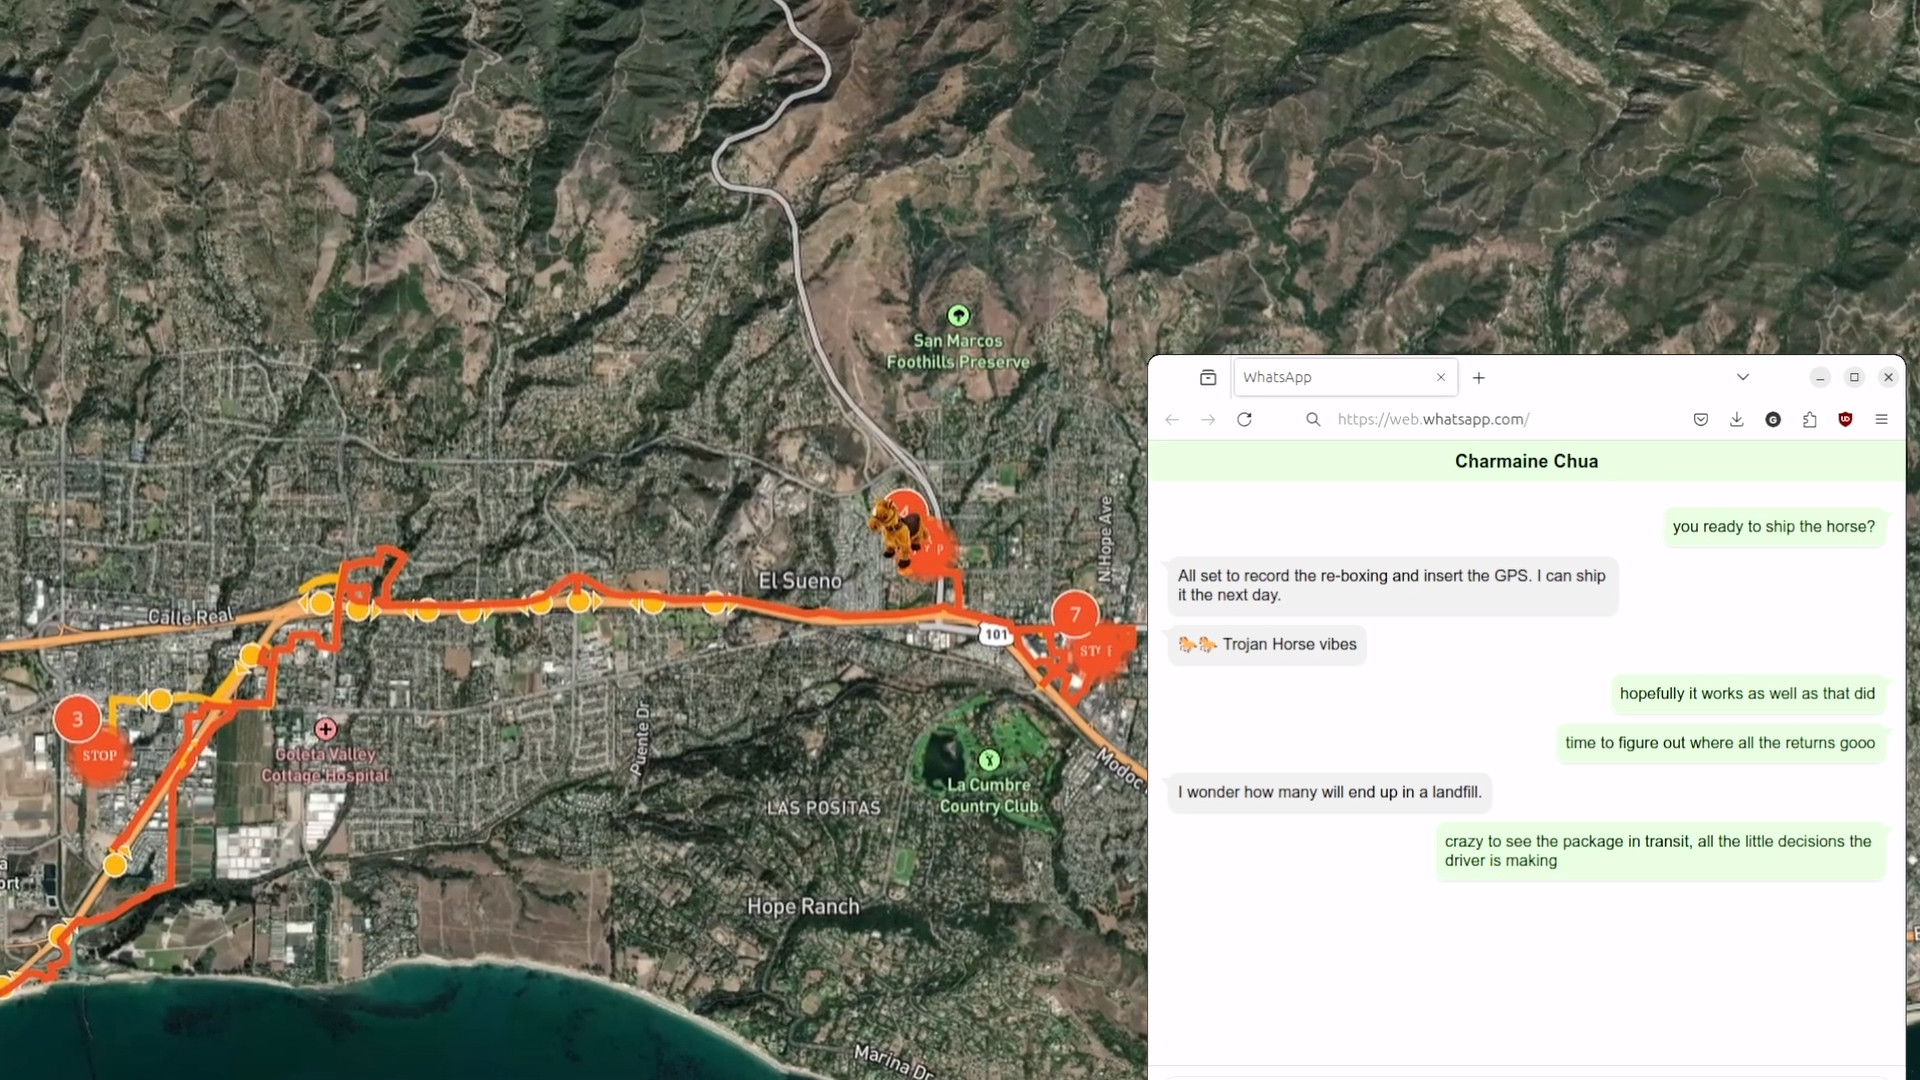 San Marcos
Foothills Preserve
N Hope Ave
El Sueno
Calle Real
101
7
3
STOP
Goleta Valley
Cottage Hospital
Puente Dr
LAS POSITAS
La Cumbre
Country Club
Modoc
Hope Ranch
Marina Dr
WhatsApp
https://web.whatsapp.com/
Charmaine Chua
you ready to ship the horse?
All set to record the re-boxing and insert the GPS. I can ship
it the next day.
🐎🐎 Trojan Horse vibes
hopefully it works as well as that did
time to figure out where all the returns gooo
I wonder how many will end up in a landfill.
crazy to see the package in transit, all the little decisions the
driver is making